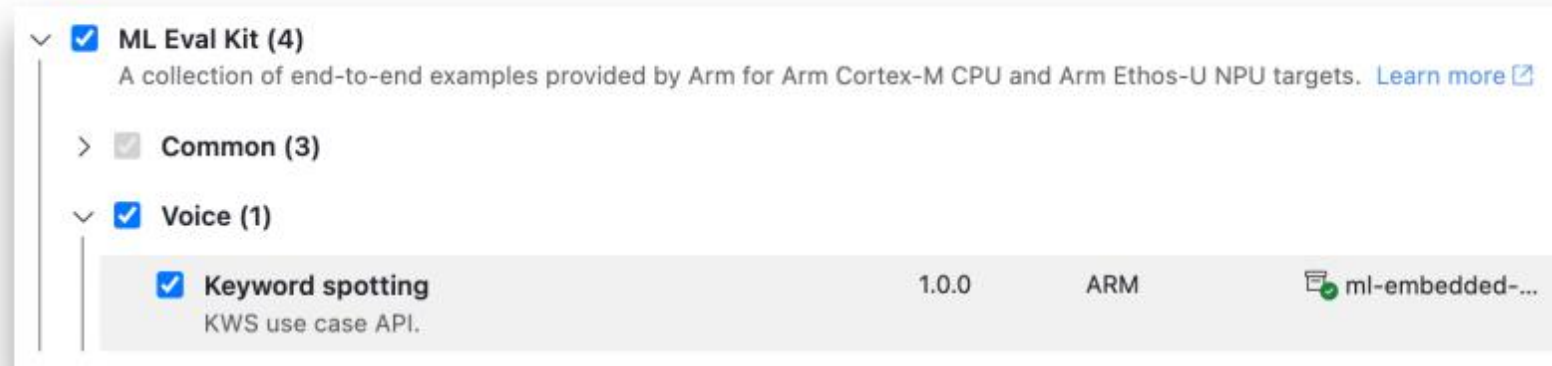 ML Eval Kit (4)
A collection of end-to-end examples provided by Arm for Arm Cortex-M CPU and Arm Ethos-U NPU targets. Learn more
Common (3)
Voice (1)
Keyword spotting 1.0.0 ARM ml-embedded-...
KWS use case API.